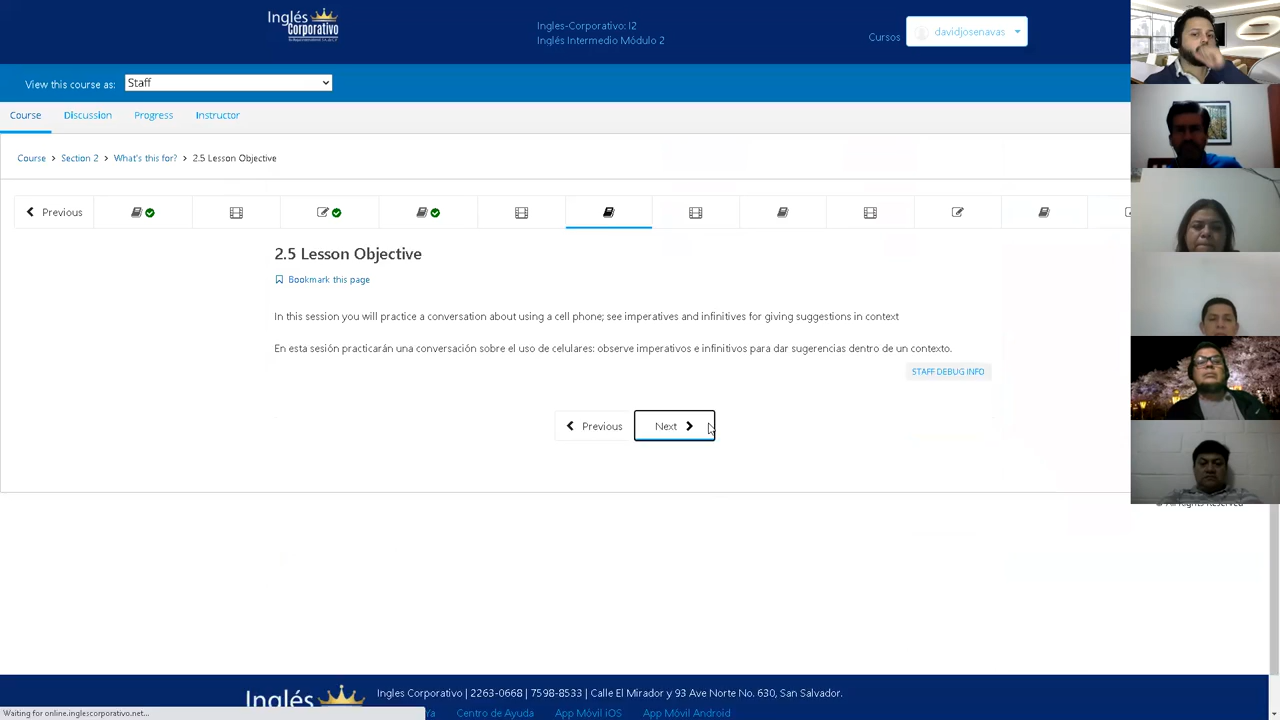 Inglés
Corporativo
Ingles-Corporativo: I2
Inglés Intermedio Módulo 2
Cursos
davidjosenavas
View this course as:
Staff
Course
Discussion
Progress
Instructor
Course
Section 2
What's this for?
2.5 Lesson Objective
Previous
2.5 Lesson Objective
Bookmark this page
In this session you will practice a conversation about using a cell phone; see imperatives and infinitives for giving suggestions in context
En esta sesión practicarán una conversación sobre el uso de celulares: observe imperativos e infinitivos para dar sugerencias dentro de un contexto.
STAFF DEBUG INFO
Previous
Next
Inglés
Ingles Corporativo | 2263-0668 | 7598-8533 | Calle El Mirador y 93 Ave Norte No. 630, San Salvador.
Ya
Centro de Ayuda
App Móvil iOS
App Móvil Android
Waiting for online.inglescorporativo.net...